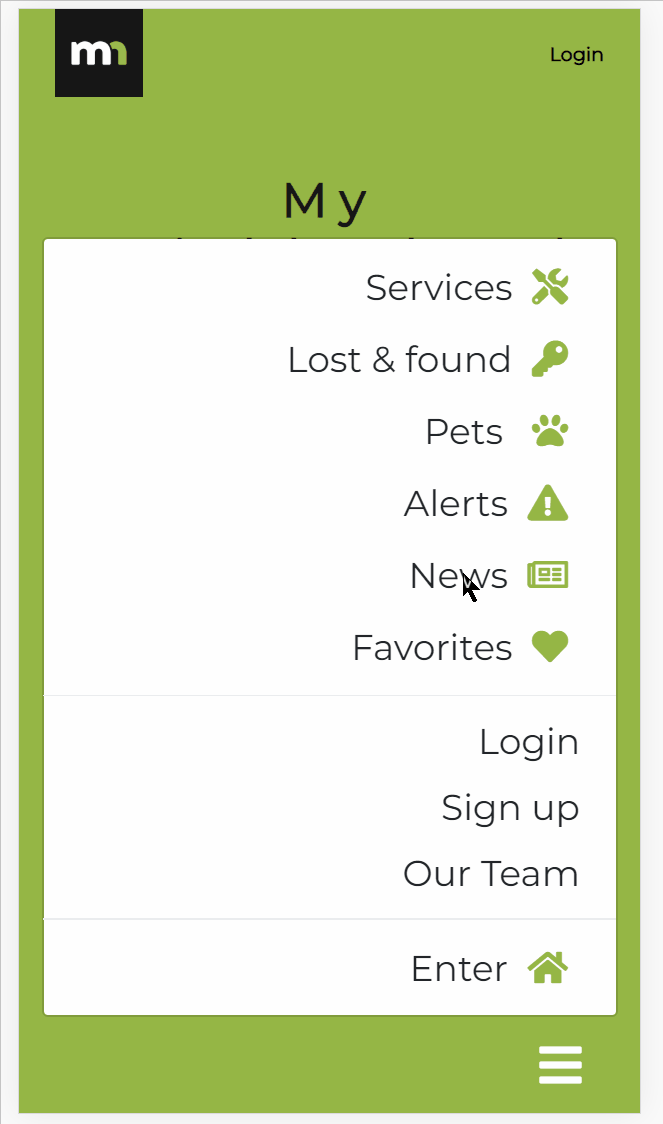 mn
Login
My
Services
Lost & found
Pets
Alerts
News
Favorites
Login
Sign up
Our Team
Enter